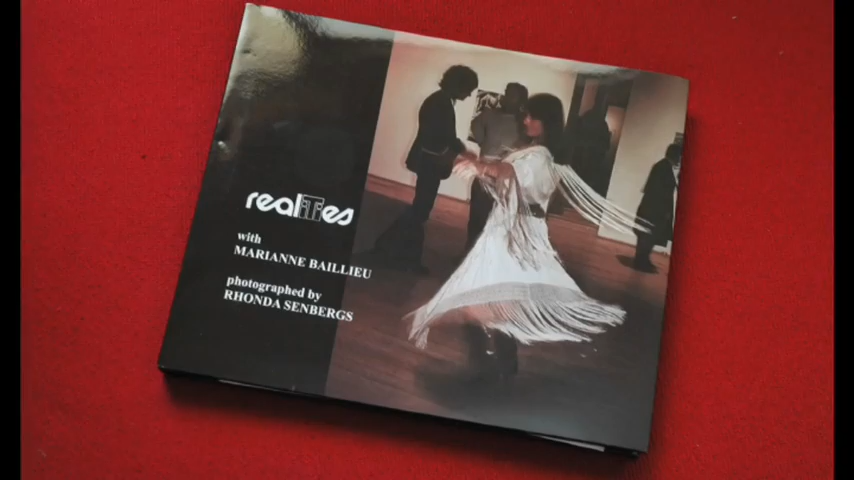 realities
with
MARIANNE BAILLIEU
photographed by
RHONDA SENBERGS